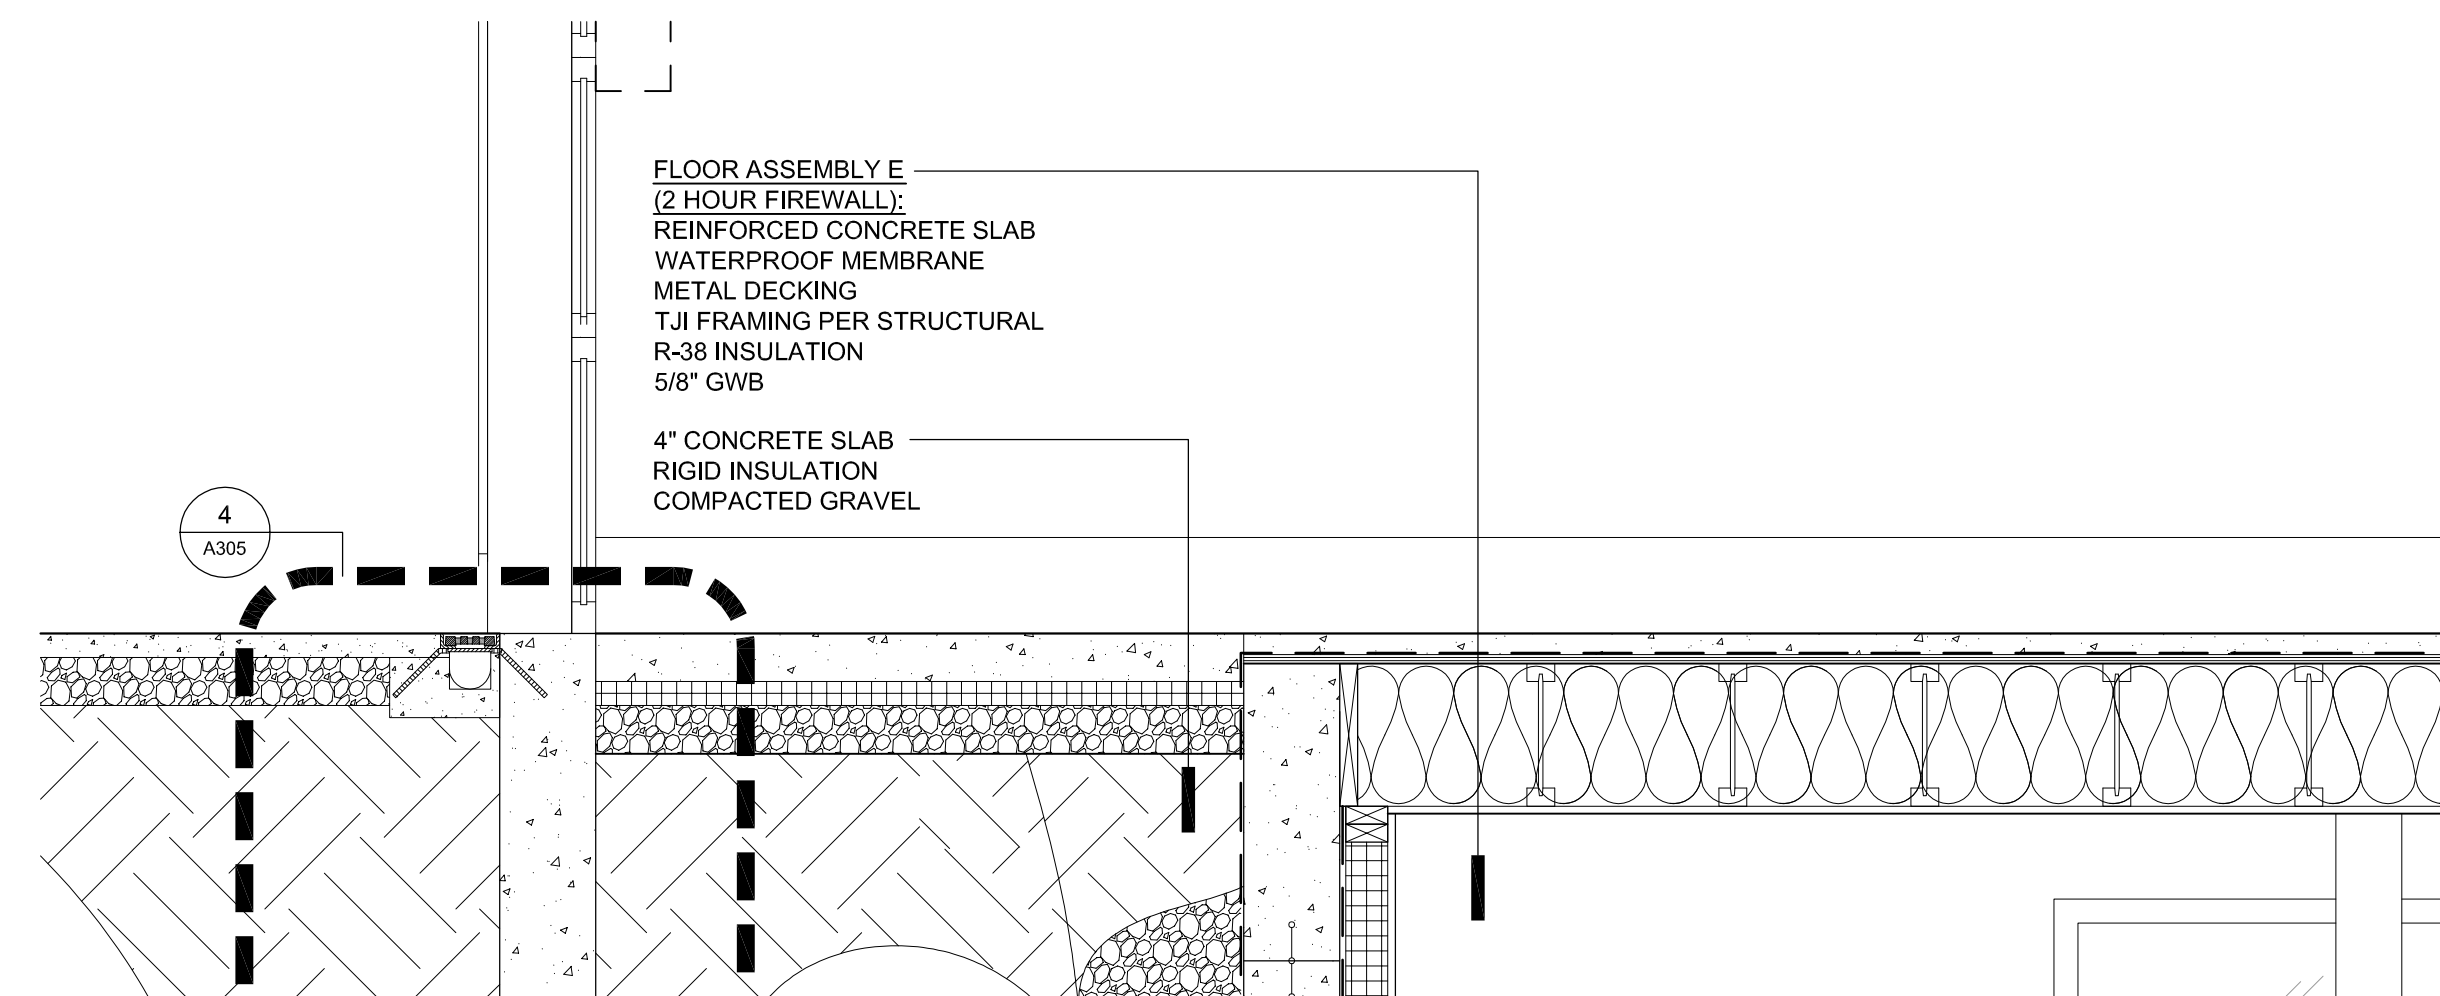 FLOOR ASSEMBLY E
(2 HOUR FIREWALL):
REINFORCED CONCRETE SLAB
WATERPROOF MEMBRANE
METAL DECKING
TJI FRAMING PER STRUCTURAL
R-38 INSULATION
5/8" GWB
4" CONCRETE SLAB
RIGID INSULATION
COMPACTED GRAVEL
4
A305